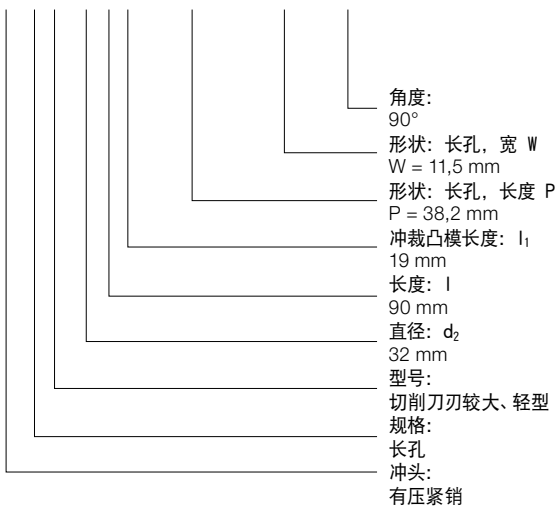 角度:
90°
形状: 长孔, 宽 W
W = 11,5 mm
形状: 长孔, 长度 P
P = 38,2 mm
冲裁凸模长度: l₁
19 mm
长度: l
90 mm
直径: d₂
32 mm
型号:
切削刀刃较大、轻型
规格:
长孔
冲头:
有压紧销